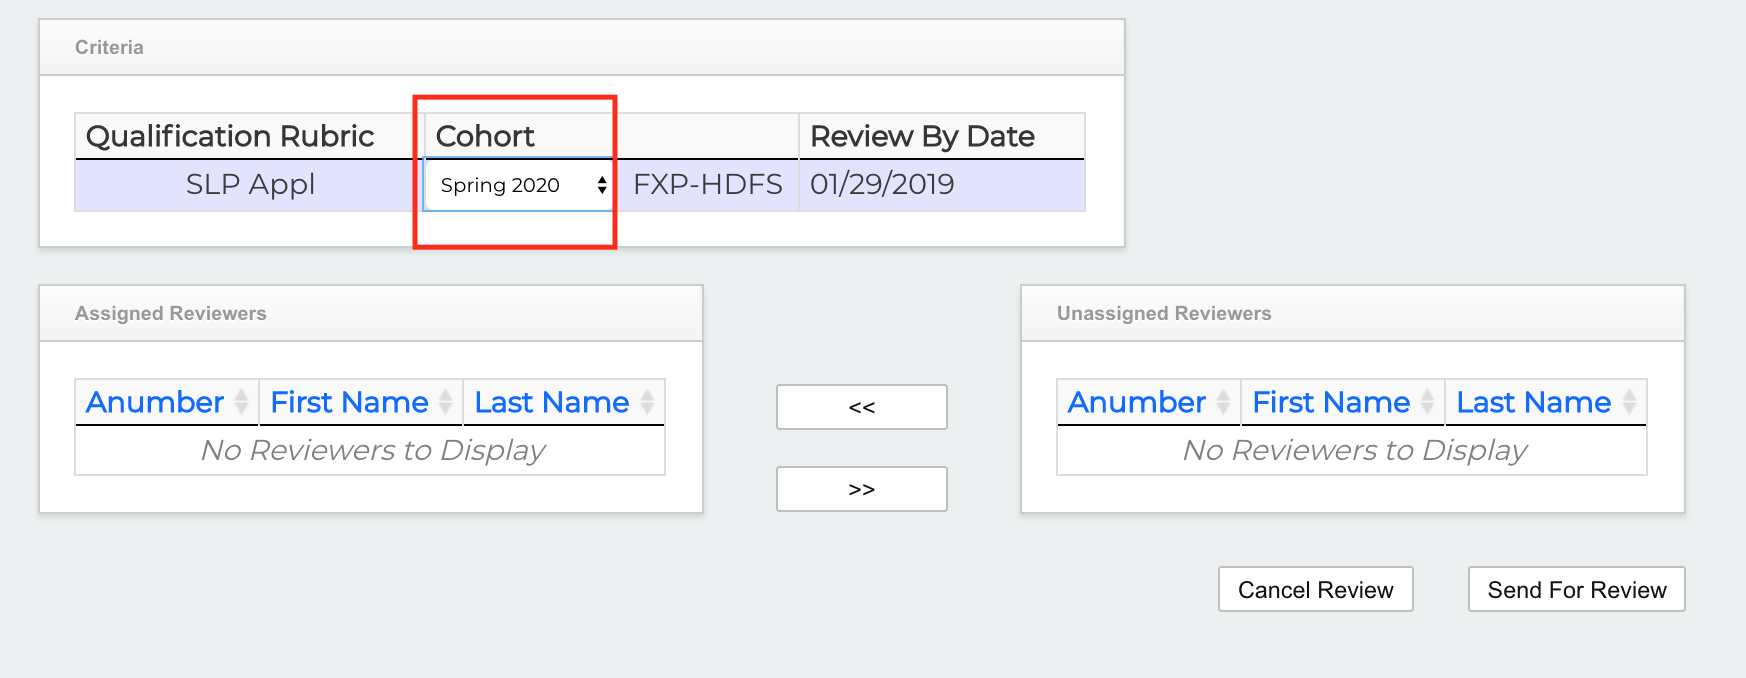 Criteria
Qualification Rubric Cohort Review By Date
SLP Appl Spring 2020 FXP-HDFS 01/29/2019
Assigned Reviewers
Anumber First Name Last Name
No Reviewers to Display
<<
>>
Unassigned Reviewers
Anumber First Name Last Name
No Reviewers to Display
Cancel Review Send For Review